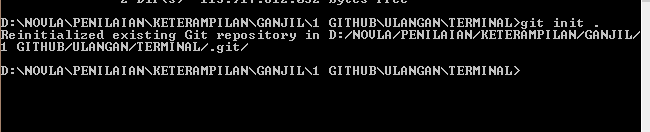 D:\NOVLA\PENILAIAN\KETERAMPILAN\GANJIL\1 GITHUB\ULANGAN\TERMINAL>git init .
Reinitialized existing Git repository in D:/NOVLA/PENILAIAN/KETERAMPILAN/GANJIL/
1 GITHUB/ULANGAN/TERMINAL/.git/
D:\NOVLA\PENILAIAN\KETERAMPILAN\GANJIL\1 GITHUB\ULANGAN\TERMINAL>